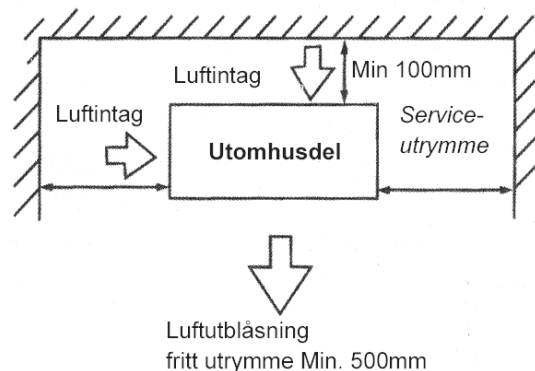 Luftintag
Min 100mm
Luftintag
Service-
utrymme
Utomhusdel
Luftutblåsning
fritt utrymme Min. 500mm